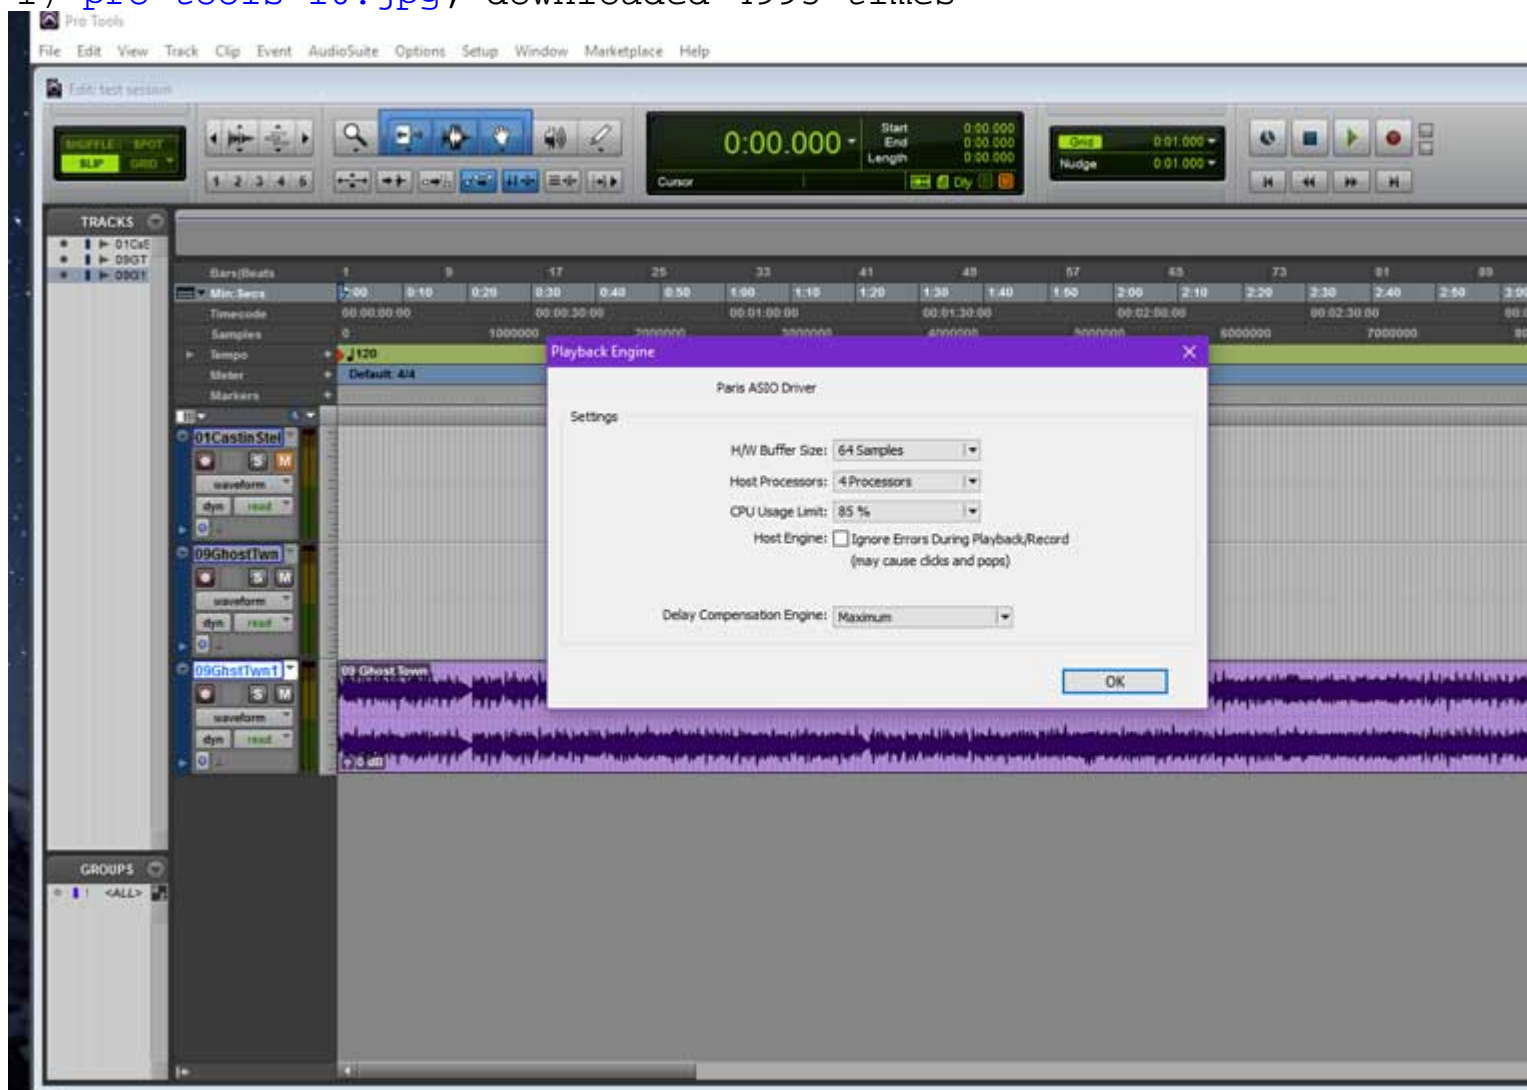 pro tools 10.jpg, downloaded 4993 times
Pro Tools
File Edit View Track Clip Event AudioSuite Options Setup Window Marketplace Help
Edit: test session
SHUFFLE SPOT
SLIP GRID
1 2 3 4 5
0:00.000
Start 0:00.000
End 0:00.000
Length 0:00.000
Cursor
Dly
Grid 0:01.000
Nudge 0:01.000
TRACKS
01CsS
09GT
09G1
Bars|Beats 1 9 17 25 33 41 49 57 65 73 81 89
Min:Secs 0:00 0:10 0:20 0:30 0:40 0:50 1:00 1:10 1:20 1:30 1:40 1:50 2:00 2:10 2:20 2:30 2:40 2:50 3:00
Timecode 00:00:00:00 00:00:30:00 00:01:00:00 00:01:30:00 00:02:00:00 00:02:30:00
Samples 0 1000000 2000000 3000000 4000000 5000000 6000000 7000000
Tempo 120
Meter Default: 4/4
Markers
Playback Engine
Paris ASIO Driver
Settings
H/W Buffer Size: 64 Samples
Host Processors: 4 Processors
CPU Usage Limit: 85 %
Host Engine: Ignore Errors During Playback/Record
(may cause clicks and pops)
Delay Compensation Engine: Maximum
OK
01CastinStel
S M
waveform
dyn read
09GhostTwn
S M
waveform
dyn read
09GhstTwn1
S M
waveform
dyn read
09 Ghost Town
0 dB
GROUPS
! <ALL>